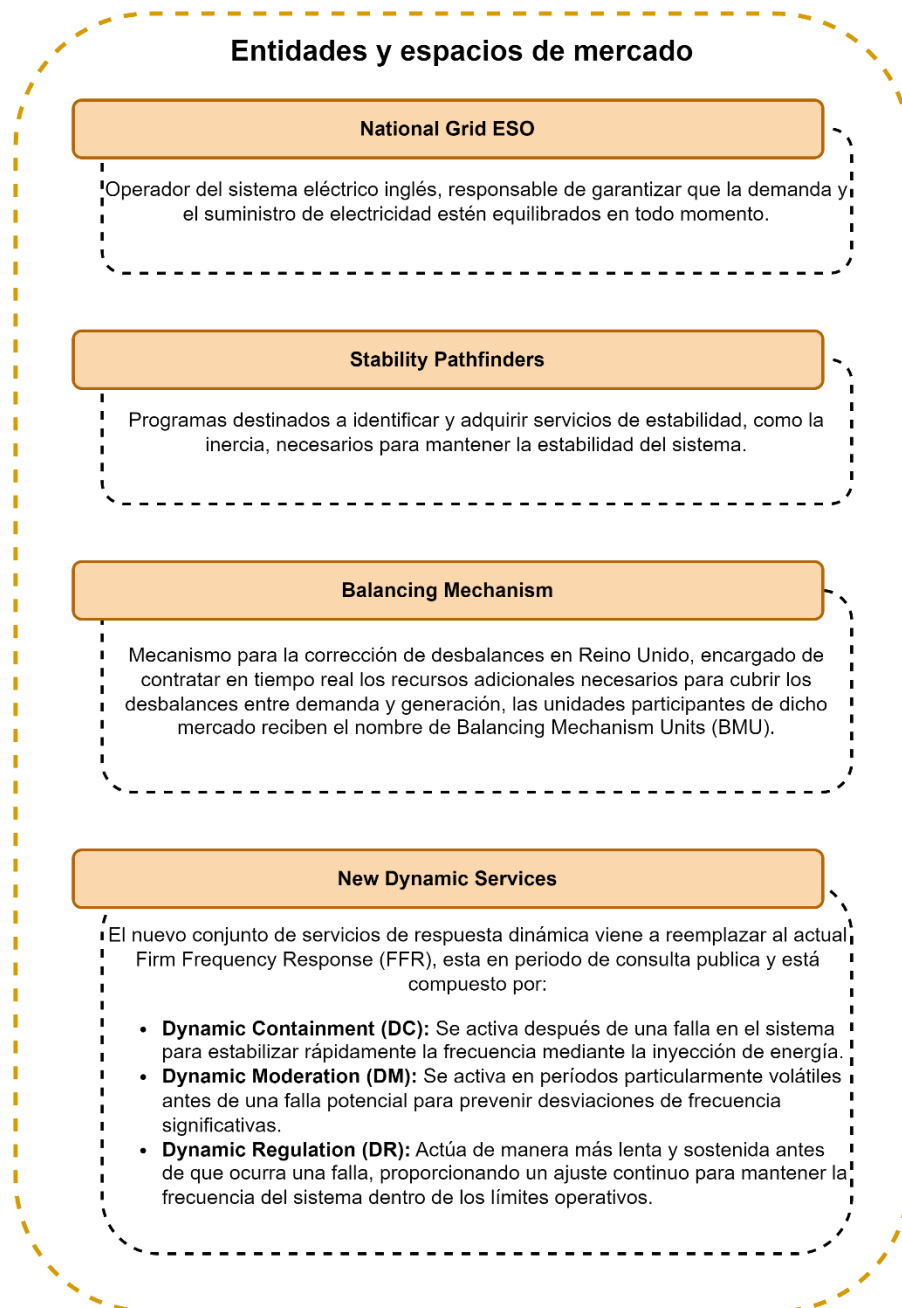 Entidades y espacios de mercado
National Grid ESO
Operador del sistema eléctrico inglés, responsable de garantizar que la demanda y
el suministro de electricidad estén equilibrados en todo momento.
Stability Pathfinders
Programas destinados a identificar y adquirir servicios de estabilidad, como la
inercia, necesarios para mantener la estabilidad del sistema.
Balancing Mechanism
Mecanismo para la corrección de desbalances en Reino Unido, encargado de
contratar en tiempo real los recursos adicionales necesarios para cubrir los
desbalances entre demanda y generación, las unidades participantes de dicho
mercado reciben el nombre de Balancing Mechanism Units (BMU).
New Dynamic Services
El nuevo conjunto de servicios de respuesta dinámica viene a reemplazar al actual
Firm Frequency Response (FFR), esta en periodo de consulta publica y está
compuesto por:
• Dynamic Containment (DC): Se activa después de una falla en el sistema
para estabilizar rápidamente la frecuencia mediante la inyección de energía.
• Dynamic Moderation (DM): Se activa en períodos particularmente volátiles
antes de una falla potencial para prevenir desviaciones de frecuencia
significativas.
• Dynamic Regulation (DR): Actúa de manera más lenta y sostenida antes
de que ocurra una falla, proporcionando un ajuste continuo para mantener la
frecuencia del sistema dentro de los límites operativos.